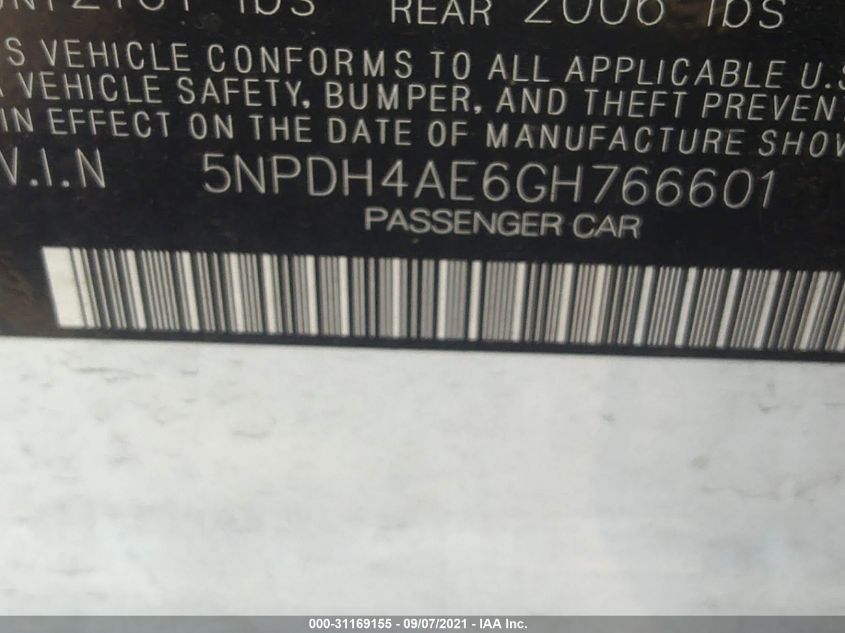 REAR 2006 lbs
S VEHICLE CONFORMS TO ALL APPLICABLE U.S
VEHICLE SAFETY, BUMPER, AND THEFT PREVENT
IN EFFECT ON THE DATE OF MANUFACTURE SHOW
V.I.N 5NPDH4AE6GH766601
PASSENGER CAR
000-31169155 - 09/07/2021 - IAA Inc.